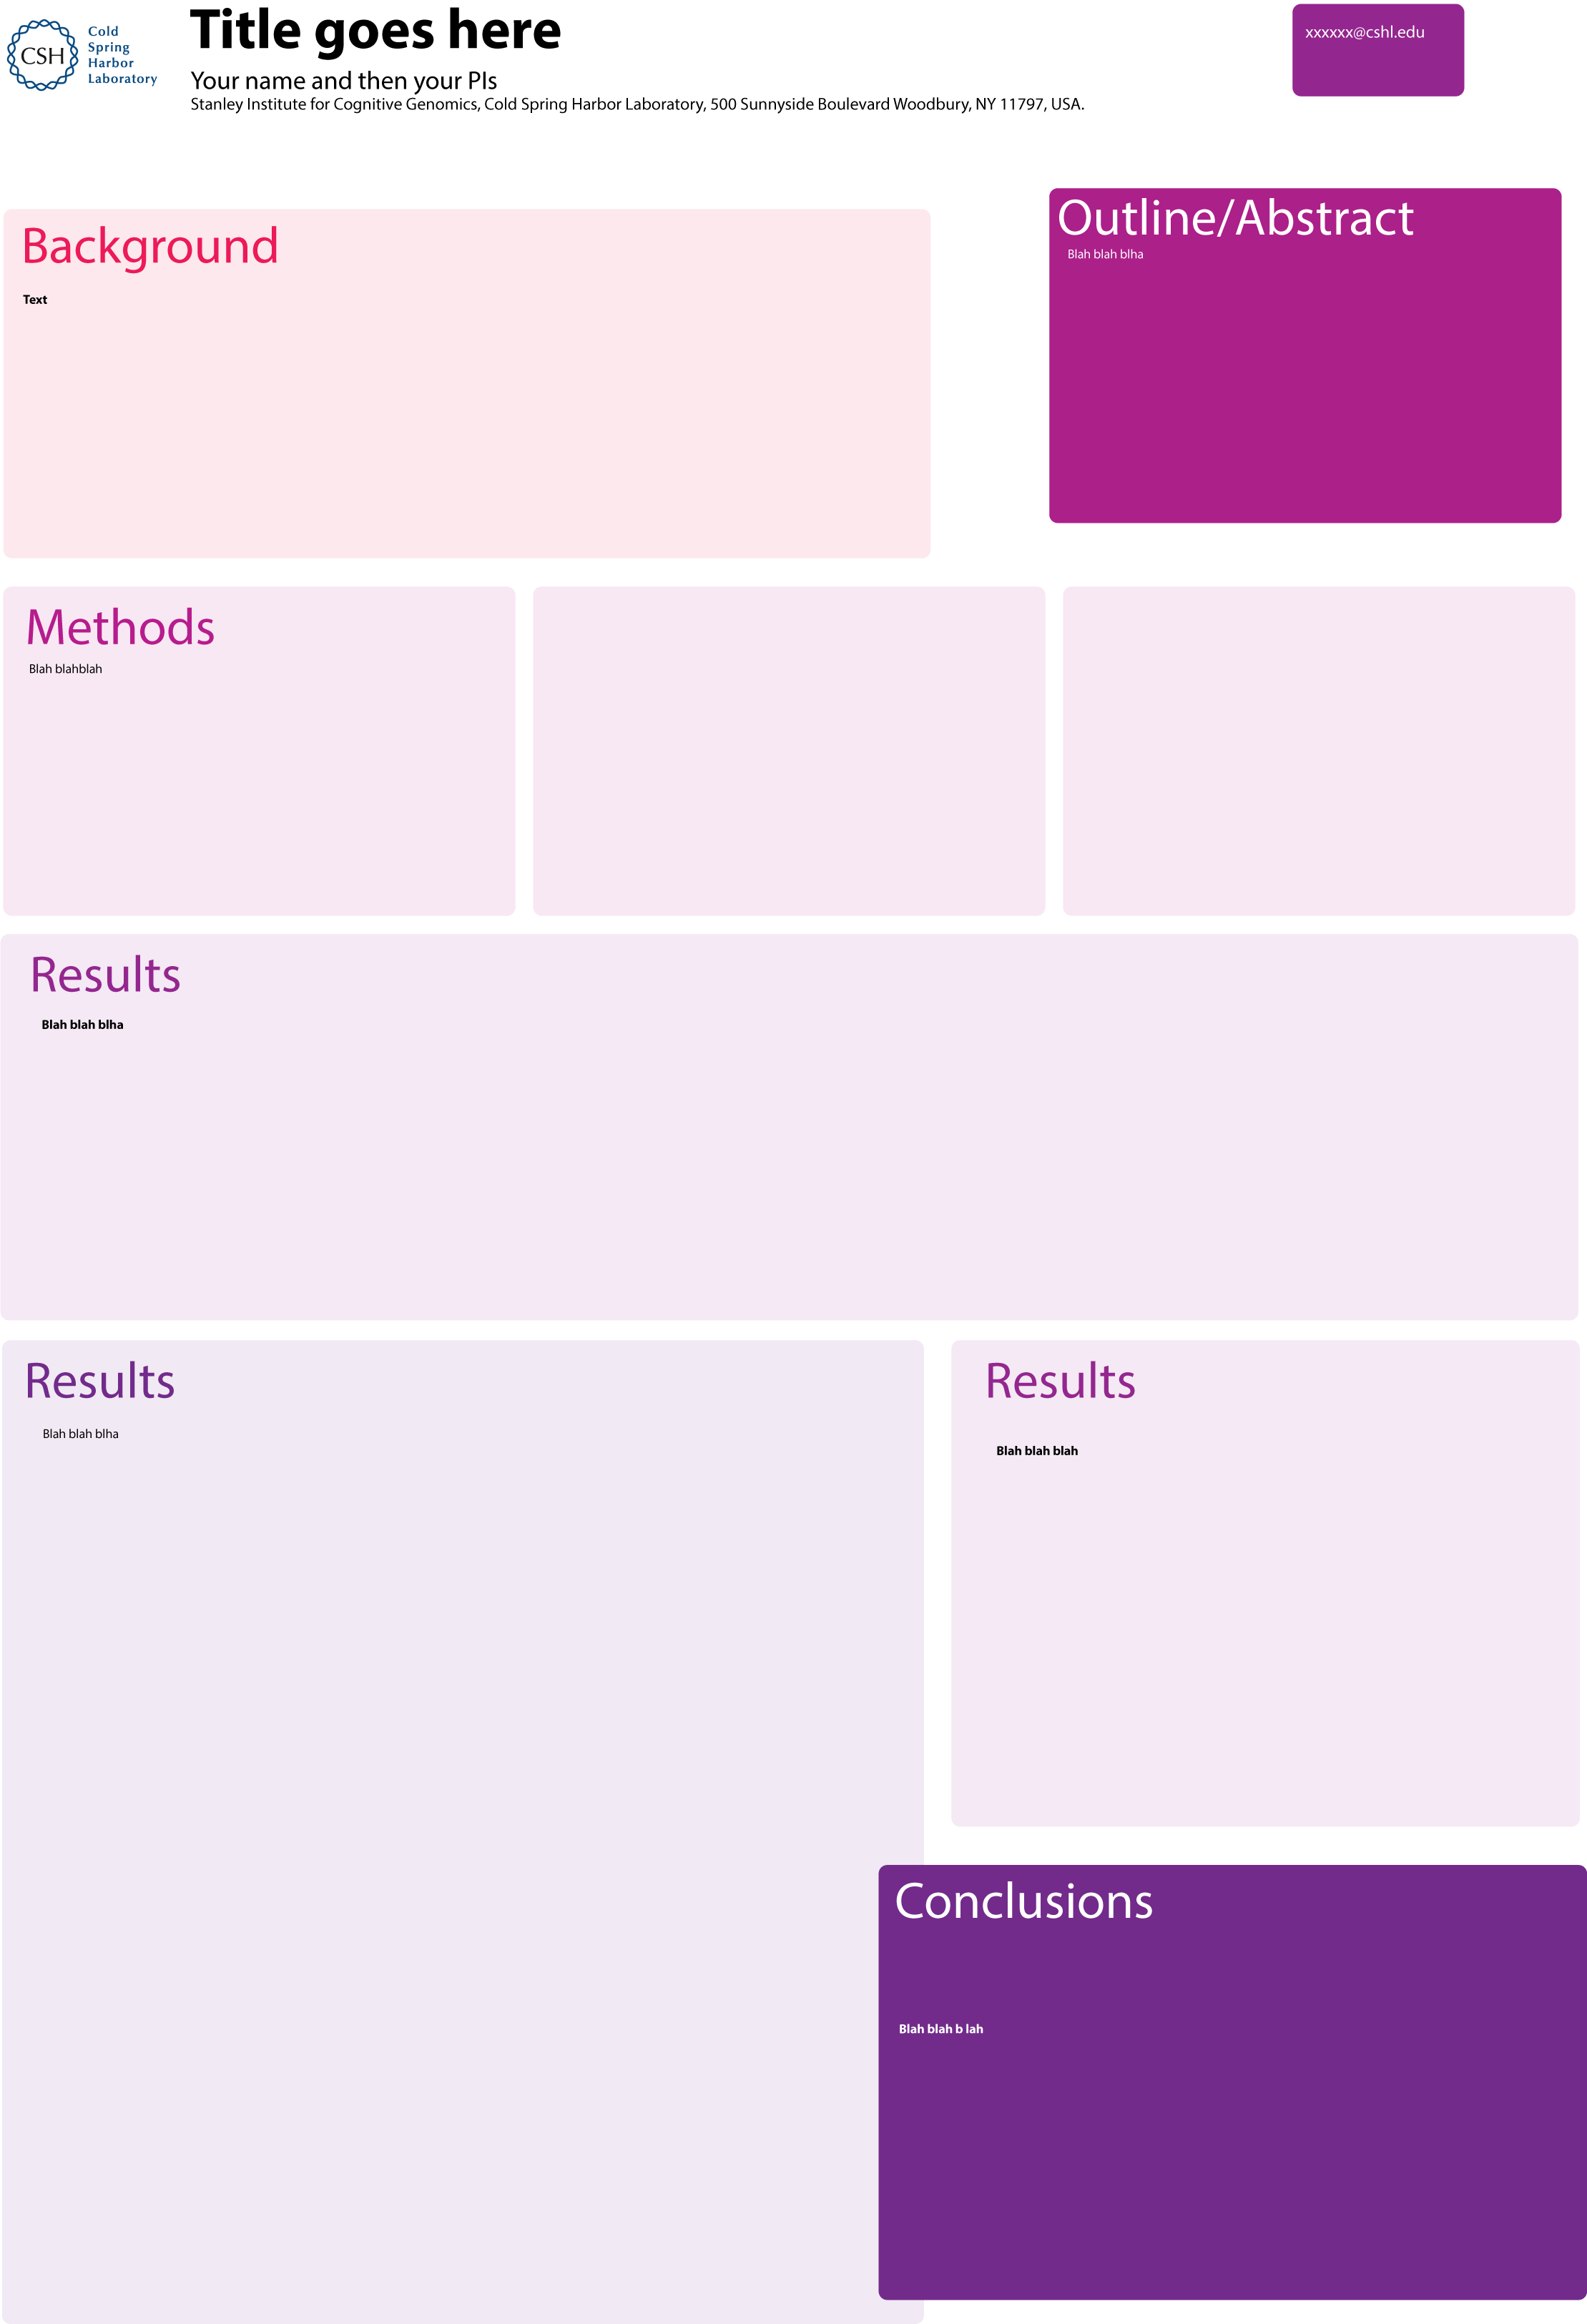 CSH
Cold
Spring
Harbor
Laboratory
Title goes here
Your name and then your PIs
Stanley Institute for Cognitive Genomics, Cold Spring Harbor Laboratory, 500 Sunnyside Boulevard Woodbury, NY 11797, USA.
xxxxxx@cshl.edu
Background
Text
Outline/Abstract
Blah blah blha
Methods
Blah blahblah
Results
Blah blah blha
Results
Blah blah blha
Results
Blah blah blah
Conclusions
Blah blah b lah